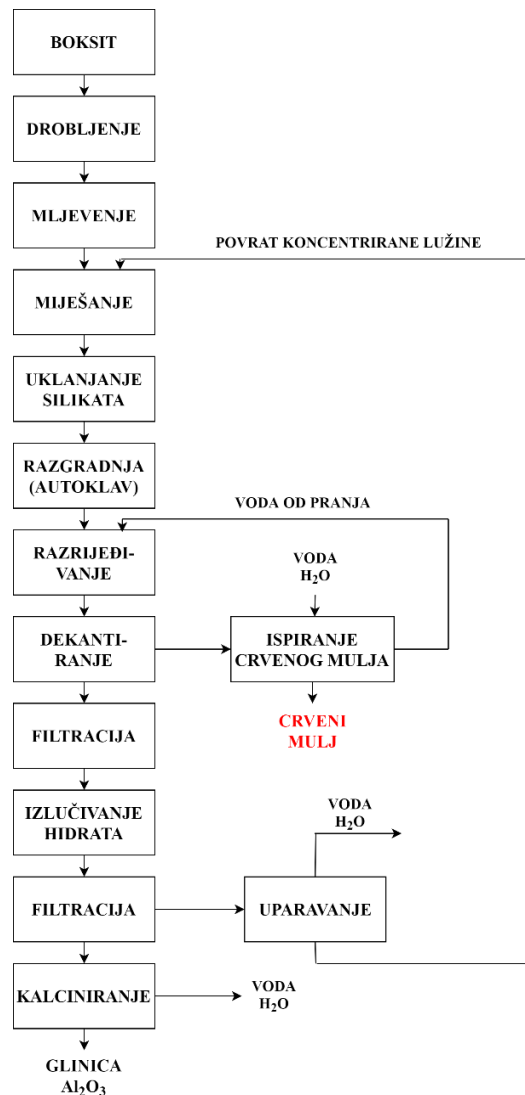 BOKSIT
DROBLJENJE
MLJEVENJE
POVRAT KONCENTRIRANE LUŽINE
MIJEŠANJE
UKLANJANJE
SILIKATA
RAZGRADNJA
(AUTOKLAV)
VODA OD PRANJA
RAZRIJEĐI-
VANJE
VODA
H₂O
DEKANTI-
RANJE
ISPIRANJE
CRVENOG MULJA
CRVENI
MULJ
FILTRACIJA
IZLUČIVANJE
HIDRATA
VODA
H₂O
FILTRACIJA
UPARAVANJE
KALCINIRANJE
VODA
H₂O
GLINICA
Al₂O₃